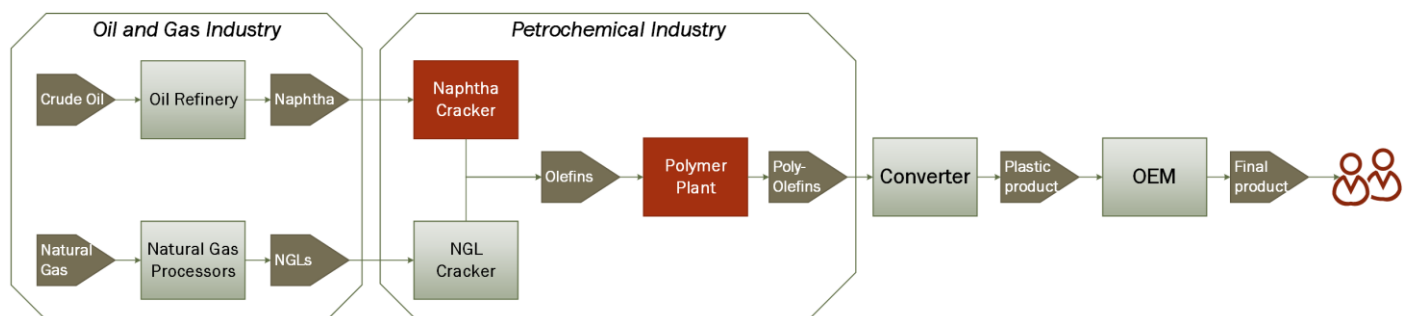 Oil and Gas Industry
Petrochemical Industry
Crude Oil
Oil Refinery
Naphtha
Naphtha
Cracker
Olefins
Polymer
Plant
Poly-
Olefins
Converter
Plastic
product
OEM
Final
product
Natural
Gas
Natural Gas
Processors
NGLs
NGL
Cracker